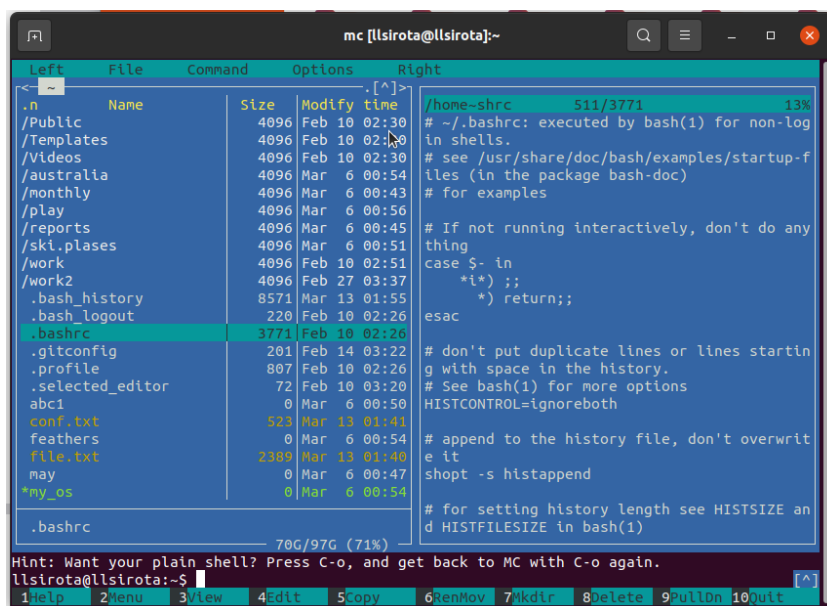 mc [llsirota@llsirota]:~
Left File Command Options Right
<- ~ .[^]>
.n Name Size Modify time
/Public 4096 Feb 10 02:30
/Templates 4096 Feb 10 02:30
/Videos 4096 Feb 10 02:30
/australia 4096 Mar 6 00:54
/monthly 4096 Mar 6 00:43
/play 4096 Mar 6 00:56
/reports 4096 Mar 6 00:45
/ski.plases 4096 Mar 6 00:51
/work 4096 Feb 10 02:51
/work2 4096 Feb 27 03:37
.bash_history 8571 Mar 13 01:55
.bash_logout 220 Feb 10 02:26
.bashrc 3771 Feb 10 02:26
.gitconfig 201 Feb 14 03:22
.profile 807 Feb 10 02:26
.selected_editor 72 Feb 10 03:20
abc1 0 Mar 6 00:50
conf.txt 523 Mar 13 01:41
feathers 0 Mar 6 00:54
file.txt 2389 Mar 13 01:40
may 0 Mar 6 00:47
*my_os 0 Mar 6 00:54
.bashrc
70G/97G (71%)
/home~shrc 511/3771 13%
# ~/.bashrc: executed by bash(1) for non-log
in shells.
# see /usr/share/doc/bash/examples/startup-f
iles (in the package bash-doc)
# for examples
# If not running interactively, don't do any
thing
case $- in
*i*) ;;
*) return;;
esac
# don't put duplicate lines or lines startin
g with space in the history.
# See bash(1) for more options
HISTCONTROL=ignoreboth
# append to the history file, don't overwrit
e it
shopt -s histappend
# for setting history length see HISTSIZE an
d HISTFILESIZE in bash(1)
Hint: Want your plain shell? Press C-o, and get back to MC with C-o again.
llsirota@llsirota:~$ [^]
1Help 2Menu 3View 4Edit 5Copy 6RenMov 7Mkdir 8Delete 9PullDn 10Quit